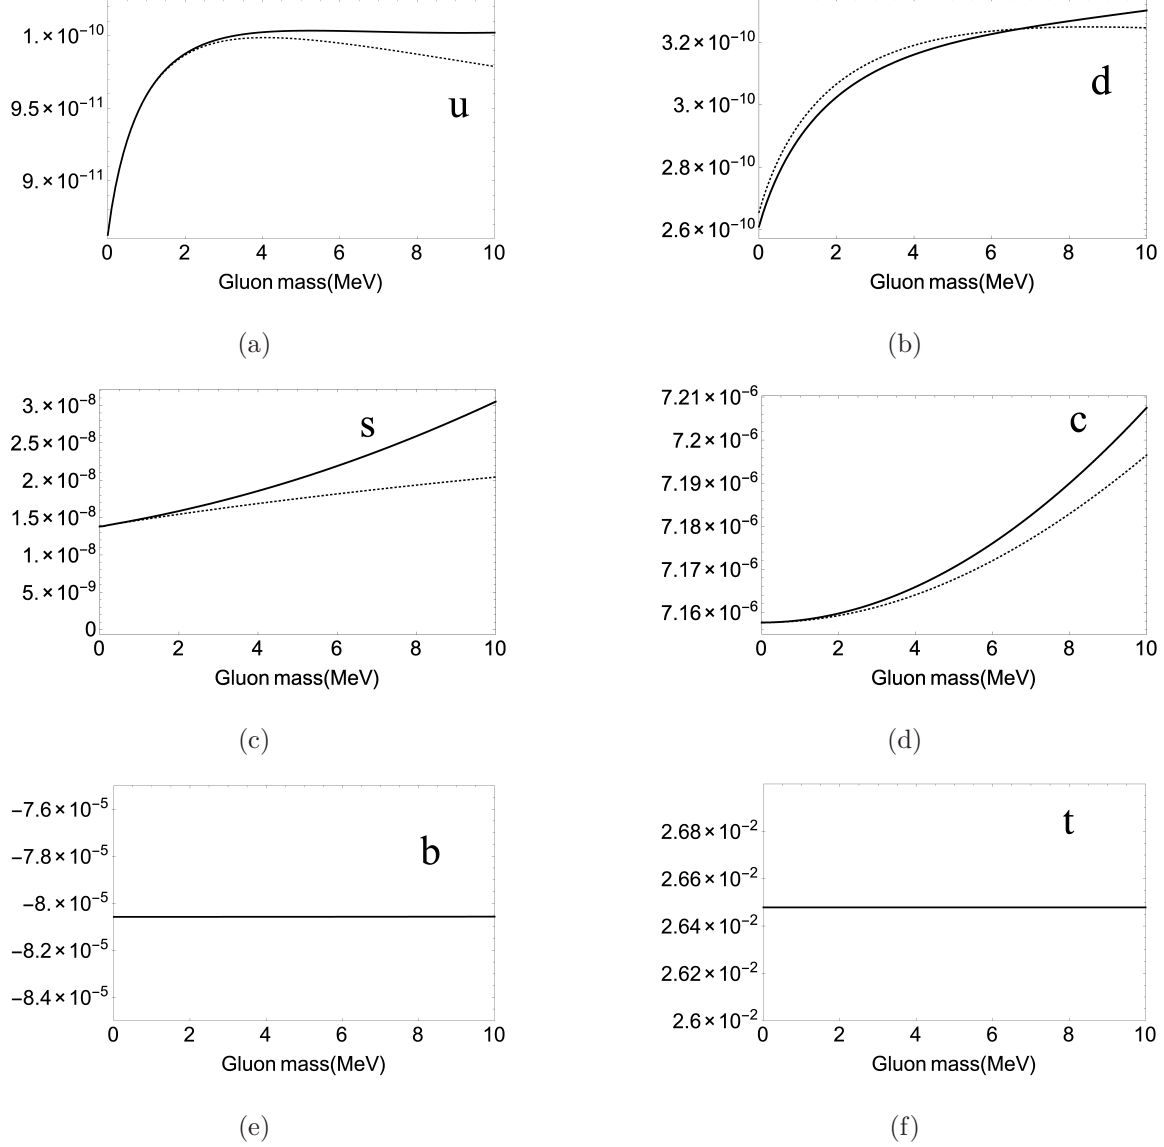 1.×10⁻¹⁰
9.5×10⁻¹¹
9.×10⁻¹¹
u
0 2 4 6 8 10
Gluon mass(MeV)
(a)
3.2×10⁻¹⁰
3.×10⁻¹⁰
2.8×10⁻¹⁰
2.6×10⁻¹⁰
d
0 2 4 6 8 10
Gluon mass(MeV)
(b)
3.×10⁻⁸
2.5×10⁻⁸
2.×10⁻⁸
1.5×10⁻⁸
1.×10⁻⁸
5.×10⁻⁹
0
s
0 2 4 6 8 10
Gluon mass(MeV)
(c)
7.21×10⁻⁶
7.2×10⁻⁶
7.19×10⁻⁶
7.18×10⁻⁶
7.17×10⁻⁶
7.16×10⁻⁶
c
0 2 4 6 8 10
Gluon mass(MeV)
(d)
−7.6×10⁻⁵
−7.8×10⁻⁵
−8.×10⁻⁵
−8.2×10⁻⁵
−8.4×10⁻⁵
b
0 2 4 6 8 10
Gluon mass(MeV)
(e)
2.68×10⁻²
2.66×10⁻²
2.64×10⁻²
2.62×10⁻²
2.6×10⁻²
t
0 2 4 6 8 10
Gluon mass(MeV)
(f)